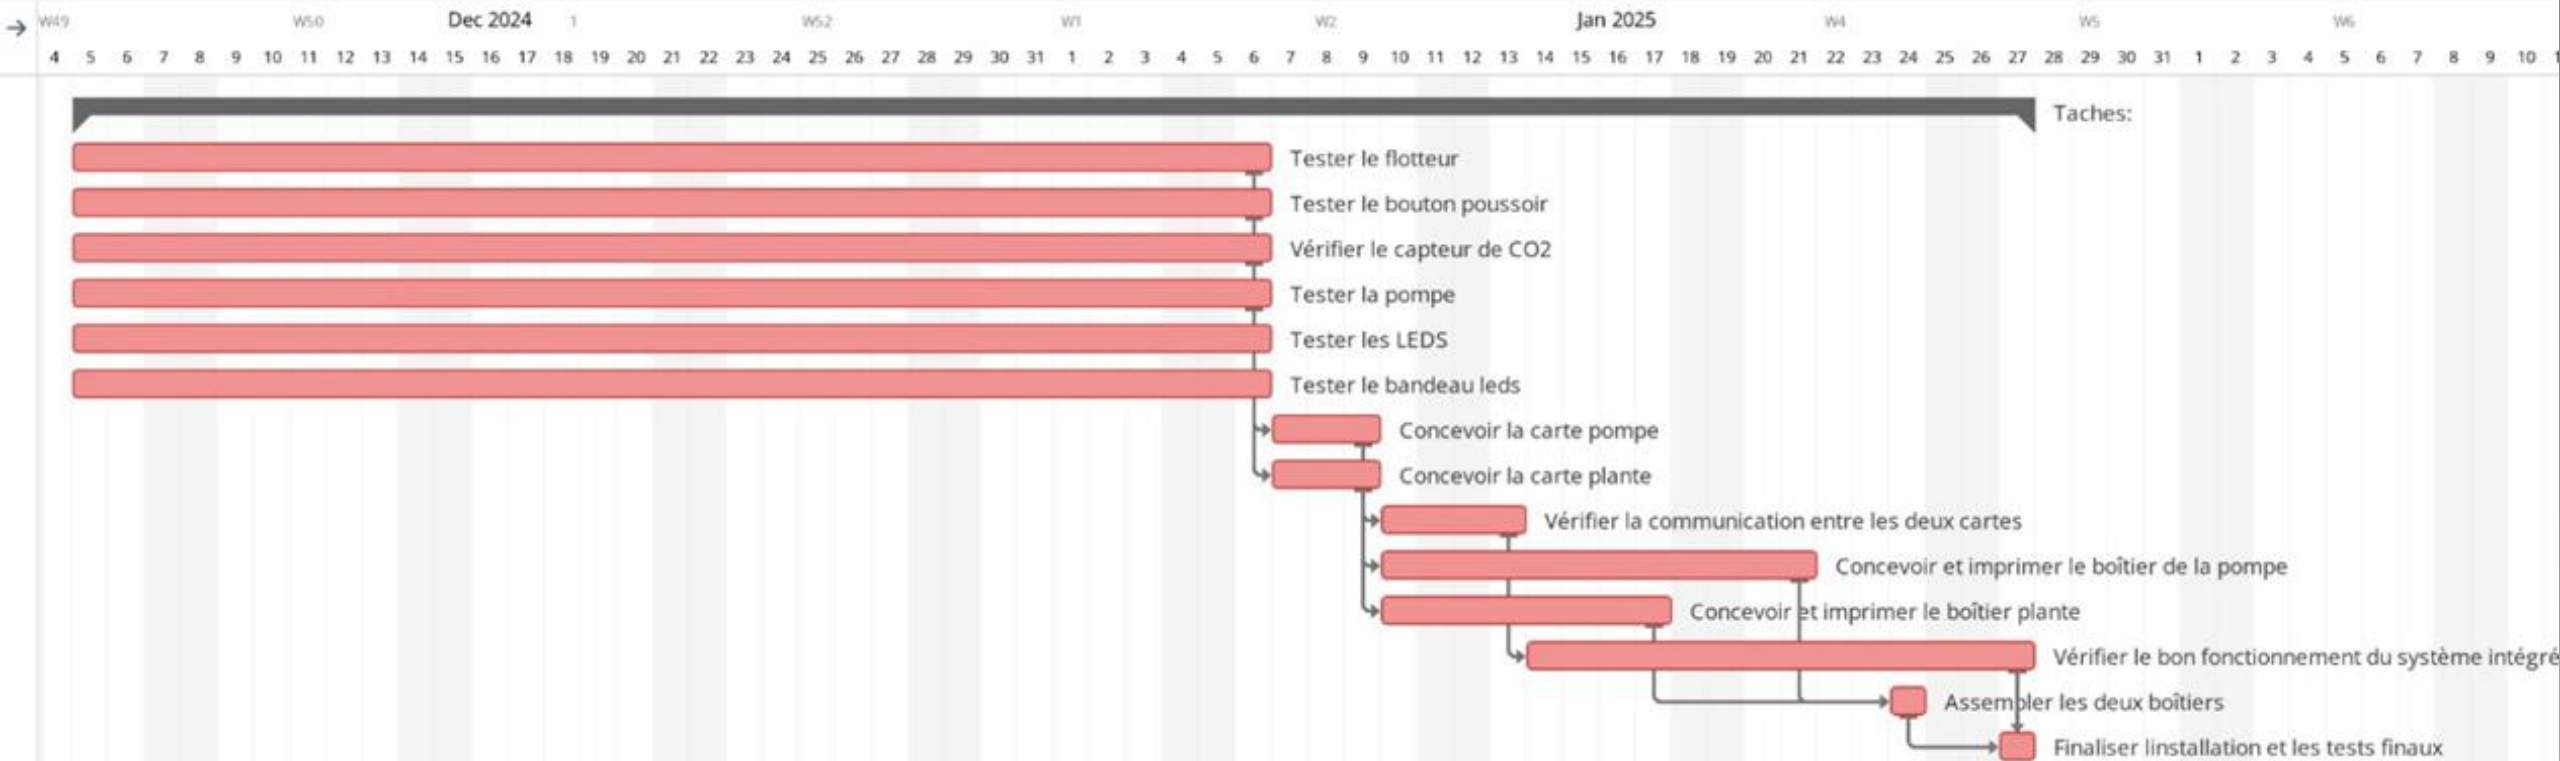 W49 W50 Dec 2024 1 W52 W1 W2 Jan 2025 W4 W5 W6
4 5 6 7 8 9 10 11 12 13 14 15 16 17 18 19 20 21 22 23 24 25 26 27 28 29 30 31 1 2 3 4 5 6 7 8 9 10 11 12 13 14 15 16 17 18 19 20 21 22 23 24 25 26 27 28 29 30 31 1 2 3 4 5 6 7 8 9 10 1
Taches:
Tester le flotteur
Tester le bouton poussoir
Vérifier le capteur de CO2
Tester la pompe
Tester les LEDS
Tester le bandeau leds
Concevoir la carte pompe
Concevoir la carte plante
Vérifier la communication entre les deux cartes
Concevoir et imprimer le boîtier de la pompe
Concevoir et imprimer le boîtier plante
Vérifier le bon fonctionnement du système intégré
Assembler les deux boîtiers
Finaliser linstallation et les tests finaux